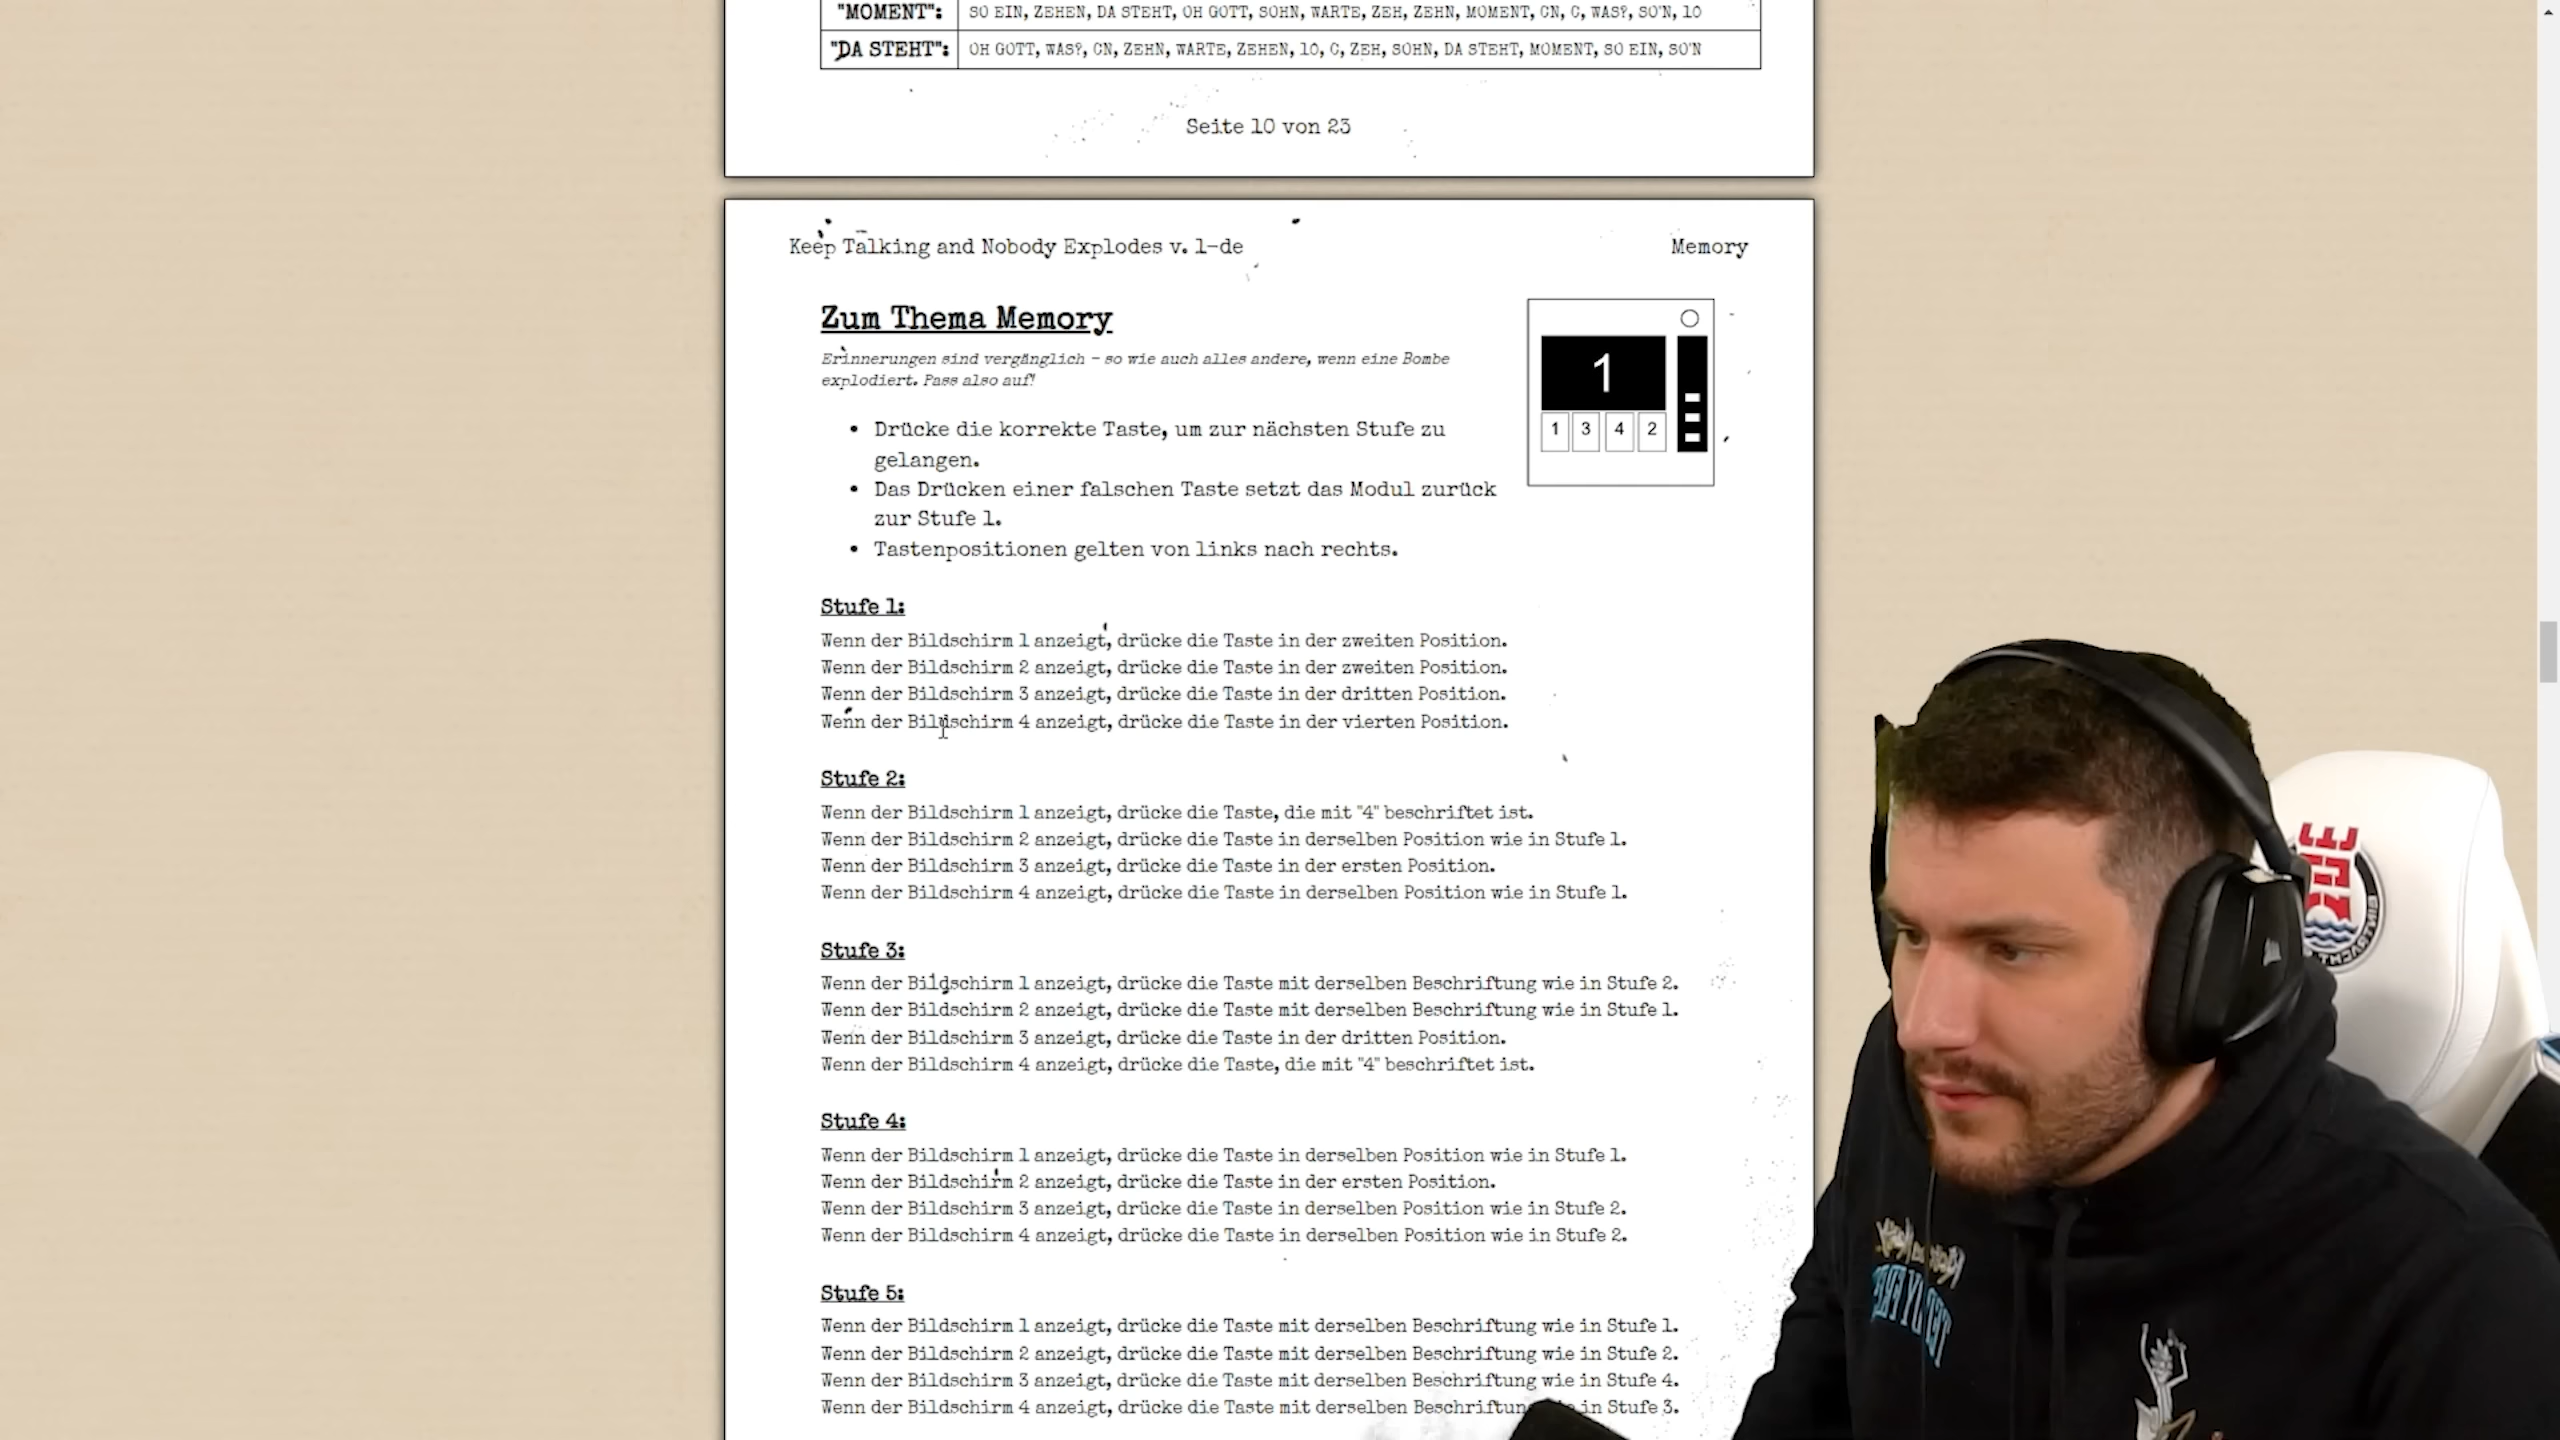 "MOMENT": SO EIN, ZEHEN, DA STEHT, OH GOTT, SOHN, WARTE, ZEH, ZEHN, MOMENT, CN, C, WAS?, SO'N, 10
"DA STEHT": OH GOTT, WAS?, CN, ZEHN, WARTE, ZEHEN, 10, C, ZEH, SOHN, DA STEHT, MOMENT, SO EIN, SO'N
Seite 10 von 23
Keep Talking and Nobody Explodes v. 1-de
Memory
Zum Thema Memory
Erinnerungen sind vergänglich - so wie auch alles andere, wenn eine Bombe
explodiert. Pass also auf!
1
1 3 4 2
• Drücke die korrekte Taste, um zur nächsten Stufe zu
gelangen.
• Das Drücken einer falschen Taste setzt das Modul zurück
zur Stufe 1.
• Tastenpositionen gelten von links nach rechts.
Stufe 1:
Wenn der Bildschirm 1 anzeigt, drücke die Taste in der zweiten Position.
Wenn der Bildschirm 2 anzeigt, drücke die Taste in der zweiten Position.
Wenn der Bildschirm 3 anzeigt, drücke die Taste in der dritten Position.
Wenn der Bildschirm 4 anzeigt, drücke die Taste in der vierten Position.
Stufe 2:
Wenn der Bildschirm 1 anzeigt, drücke die Taste, die mit "4" beschriftet ist.
Wenn der Bildschirm 2 anzeigt, drücke die Taste in derselben Position wie in Stufe 1.
Wenn der Bildschirm 3 anzeigt, drücke die Taste in der ersten Position.
Wenn der Bildschirm 4 anzeigt, drücke die Taste in derselben Position wie in Stufe 1.
Stufe 3:
Wenn der Bildschirm 1 anzeigt, drücke die Taste mit derselben Beschriftung wie in Stufe 2.
Wenn der Bildschirm 2 anzeigt, drücke die Taste mit derselben Beschriftung wie in Stufe 1.
Wenn der Bildschirm 3 anzeigt, drücke die Taste in der dritten Position.
Wenn der Bildschirm 4 anzeigt, drücke die Taste, die mit "4" beschriftet ist.
Stufe 4:
Wenn der Bildschirm 1 anzeigt, drücke die Taste in derselben Position wie in Stufe 1.
Wenn der Bildschirm 2 anzeigt, drücke die Taste in der ersten Position.
Wenn der Bildschirm 3 anzeigt, drücke die Taste in derselben Position wie in Stufe 2.
Wenn der Bildschirm 4 anzeigt, drücke die Taste in derselben Position wie in Stufe 2.
Stufe 5:
Wenn der Bildschirm 1 anzeigt, drücke die Taste mit derselben Beschriftung wie in Stufe 1.
Wenn der Bildschirm 2 anzeigt, drücke die Taste mit derselben Beschriftung wie in Stufe 2.
Wenn der Bildschirm 3 anzeigt, drücke die Taste mit derselben Beschriftung wie in Stufe 4.
Wenn der Bildschirm 4 anzeigt, drücke die Taste mit derselben Beschriftun in Stufe 3.